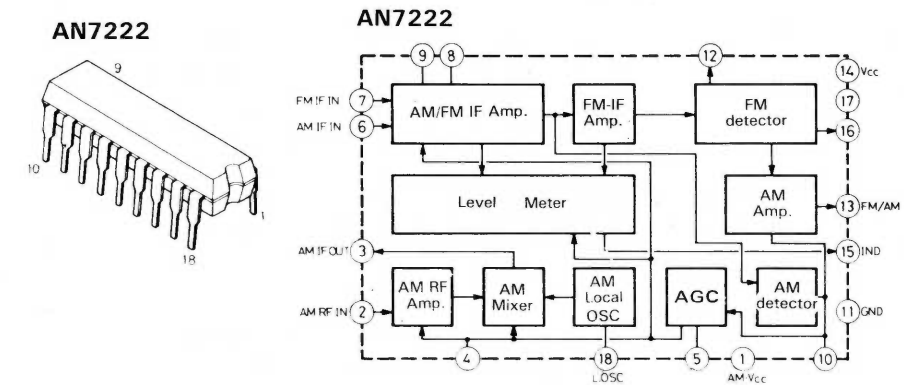 AN7222
9
10
1
18
AN7222
9
8
12
14 Vcc
FM IF IN 7
AM/FM IF Amp.
FM-IF Amp.
FM detector
17
AM IF IN 6
16
Level Meter
AM Amp.
13 FM/AM
AM IF OUT 3
15 IND
AM RF IN 2
AM RF Amp.
AM Mixer
AM Local OSC
AGC
AM detector
11 GND
4
18
5
1
10
L.OSC
AM-Vcc